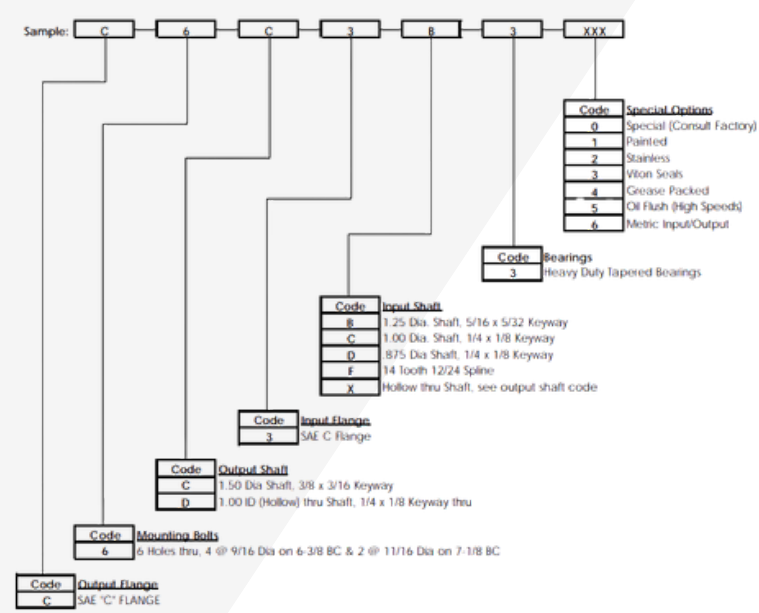 Sample: C 6 C 3 B 3 XXX
Code Special Options
0 Special (Consult Factory)
1 Painted
2 Stainless
3 Viton Seals
4 Grease Packed
5 Oil Flush (High Speeds)
6 Metric Input/Output
Code Bearings
3 Heavy Duty Tapered Bearings
Code Input Shaft
B 1.25 Dia. Shaft, 5/16 x 5/32 Keyway
C 1.00 Dia. Shaft, 1/4 x 1/8 Keyway
D .875 Dia Shaft, 1/4 x 1/8 Keyway
F 14 Tooth 12/24 Spline
X Hollow thru Shaft, see output shaft code
Code Input Flange
3 SAE C Flange
Code Output Shaft
C 1.50 Dia Shaft, 3/8 x 3/16 Keyway
D 1.00 ID (Hollow) thru Shaft, 1/4 x 1/8 Keyway thru
Code Mounting Bolts
6 6 Holes thru, 4 @ 9/16 Dia on 6-3/8 BC & 2 @ 11/16 Dia on 7-1/8 BC
Code Output Flange
C SAE "C" FLANGE